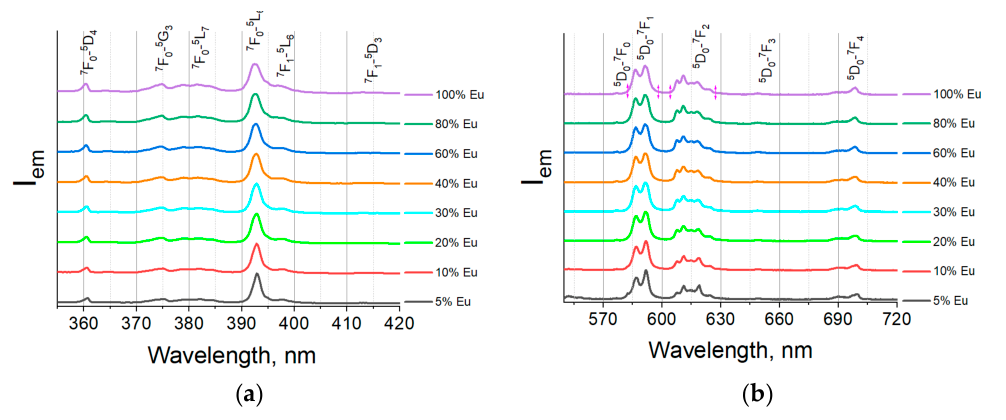 ⁷F₀-⁵D₄
⁷F₀-⁵G₃
⁷F₀-⁵L₇
⁷F₀-⁵L₆
⁷F₁-⁵L₆
⁷F₁-⁵D₃
100% Eu
80% Eu
60% Eu
40% Eu
30% Eu
20% Eu
10% Eu
5% Eu
Iem
360 370 380 390 400 410 420
Wavelength, nm
(a)
⁵D₀-⁷F₀
⁵D₀-⁷F₁
⁵D₀-⁷F₂
⁵D₀-⁷F₃
⁵D₀-⁷F₄
100% Eu
80% Eu
60% Eu
40% Eu
30% Eu
20% Eu
10% Eu
5% Eu
Iem
570 600 630 660 690 720
Wavelength, nm
(b)